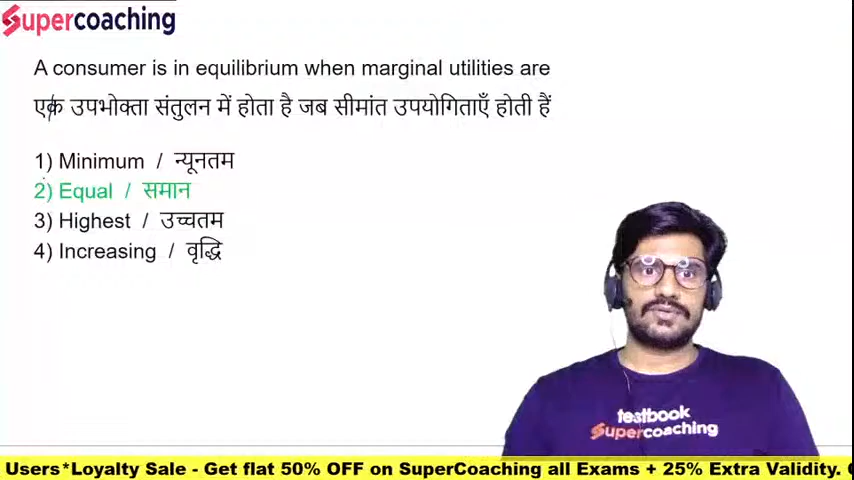 Supercoaching
A consumer is in equilibrium when marginal utilities are
एक उपभोक्ता संतुलन में होता है जब सीमांत उपयोगिताएँ होती हैं
1) Minimum / न्यूनतम
2) Equal / समान
3) Highest / उच्चतम
4) Increasing / वृद्धि
testbook
Supercoaching
Users*Loyalty Sale - Get flat 50% OFF on SuperCoaching all Exams + 25% Extra Validity.